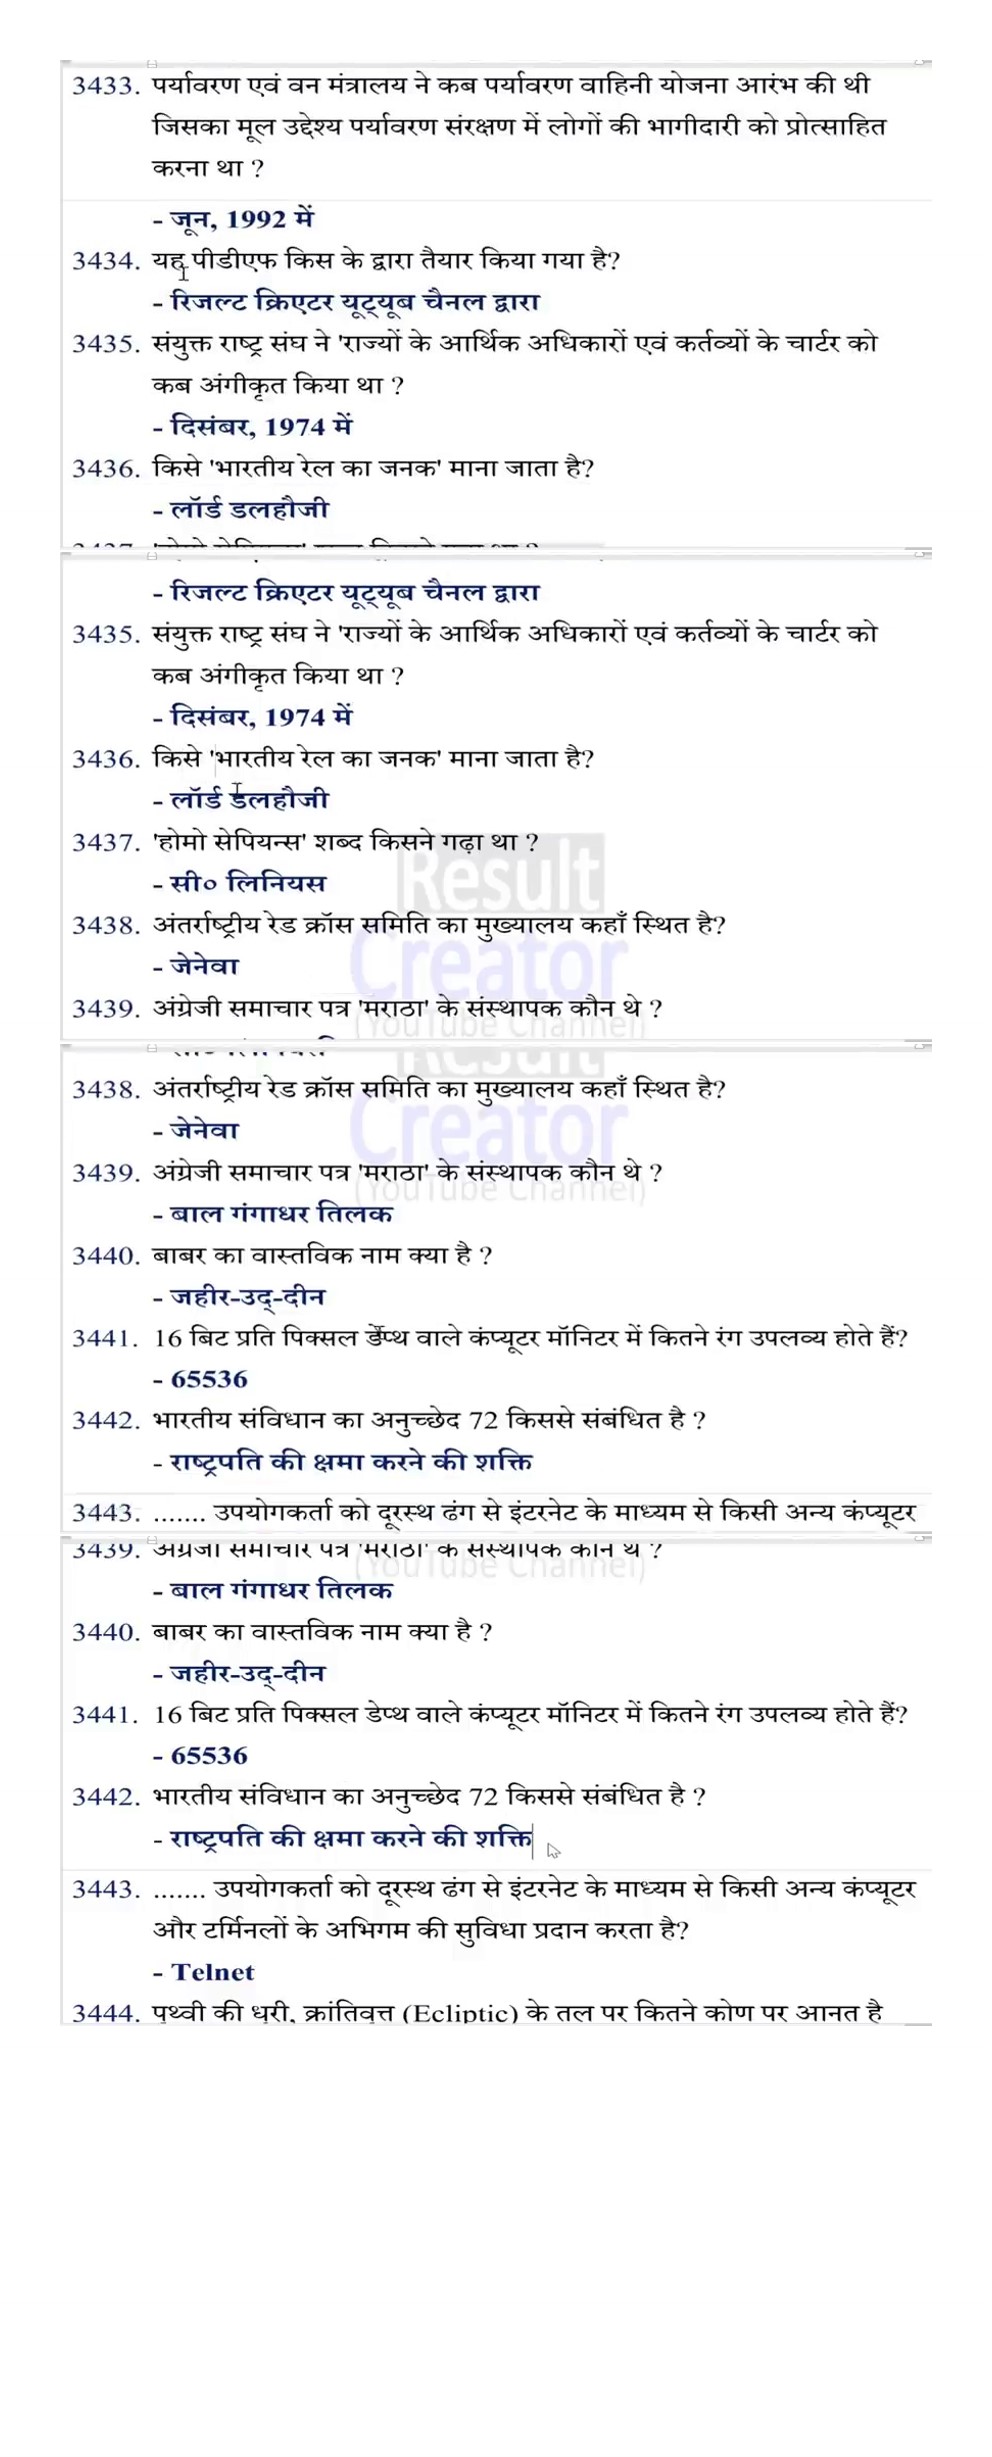 3433. पर्यावरण एवं वन मंत्रालय ने कब पर्यावरण वाहिनी योजना आरंभ की थी
जिसका मूल उद्देश्य पर्यावरण संरक्षण में लोगों की भागीदारी को प्रोत्साहित
करना था ?
- जून, 1992 में
3434. यह पीडीएफ किस के द्वारा तैयार किया गया है?
- रिजल्ट क्रिएटर यूट्यूब चैनल द्वारा
3435. संयुक्त राष्ट्र संघ ने 'राज्यों के आर्थिक अधिकारों एवं कर्तव्यों के चार्टर को
कब अंगीकृत किया था ?
- दिसंबर, 1974 में
3436. किसे 'भारतीय रेल का जनक' माना जाता है?
- लॉर्ड डलहौजी
- रिजल्ट क्रिएटर यूट्यूब चैनल द्वारा
3435. संयुक्त राष्ट्र संघ ने 'राज्यों के आर्थिक अधिकारों एवं कर्तव्यों के चार्टर को
कब अंगीकृत किया था ?
- दिसंबर, 1974 में
3436. किसे 'भारतीय रेल का जनक' माना जाता है?
- लॉर्ड डलहौजी
3437. 'होमो सेपियन्स' शब्द किसने गढ़ा था ?
Result
- सी० लिनियस
3438. अंतर्राष्ट्रीय रेड क्रॉस समिति का मुख्यालय कहाँ स्थित है?
Creator
- जेनेवा
3439. अंग्रेजी समाचार पत्र 'मराठा' के संस्थापक कौन थे ?
(YouTube Channel)
Result
3438. अंतर्राष्ट्रीय रेड क्रॉस समिति का मुख्यालय कहाँ स्थित है?
Creator
- जेनेवा
3439. अंग्रेजी समाचार पत्र 'मराठा' के संस्थापक कौन थे ?
(YouTube Channel)
- बाल गंगाधर तिलक
3440. बाबर का वास्तविक नाम क्या है ?
- जहीर-उद्-दीन
3441. 16 बिट प्रति पिक्सल डेप्थ वाले कंप्यूटर मॉनिटर में कितने रंग उपलव्य होते हैं?
- 65536
3442. भारतीय संविधान का अनुच्छेद 72 किससे संबंधित है ?
- राष्ट्रपति की क्षमा करने की शक्ति
3443. ....... उपयोगकर्ता को दूरस्थ ढंग से इंटरनेट के माध्यम से किसी अन्य कंप्यूटर
3439. अंग्रेजी समाचार पत्र 'मराठा' के संस्थापक कौन थे ?
(YouTube Channel)
- बाल गंगाधर तिलक
3440. बाबर का वास्तविक नाम क्या है ?
- जहीर-उद्-दीन
3441. 16 बिट प्रति पिक्सल डेप्थ वाले कंप्यूटर मॉनिटर में कितने रंग उपलव्य होते हैं?
- 65536
3442. भारतीय संविधान का अनुच्छेद 72 किससे संबंधित है ?
- राष्ट्रपति की क्षमा करने की शक्ति
3443. ....... उपयोगकर्ता को दूरस्थ ढंग से इंटरनेट के माध्यम से किसी अन्य कंप्यूटर
और टर्मिनलों के अभिगम की सुविधा प्रदान करता है?
- Telnet
3444. पृथ्वी की धुरी, क्रांतिवृत्त (Ecliptic) के तल पर कितने कोण पर आनत है